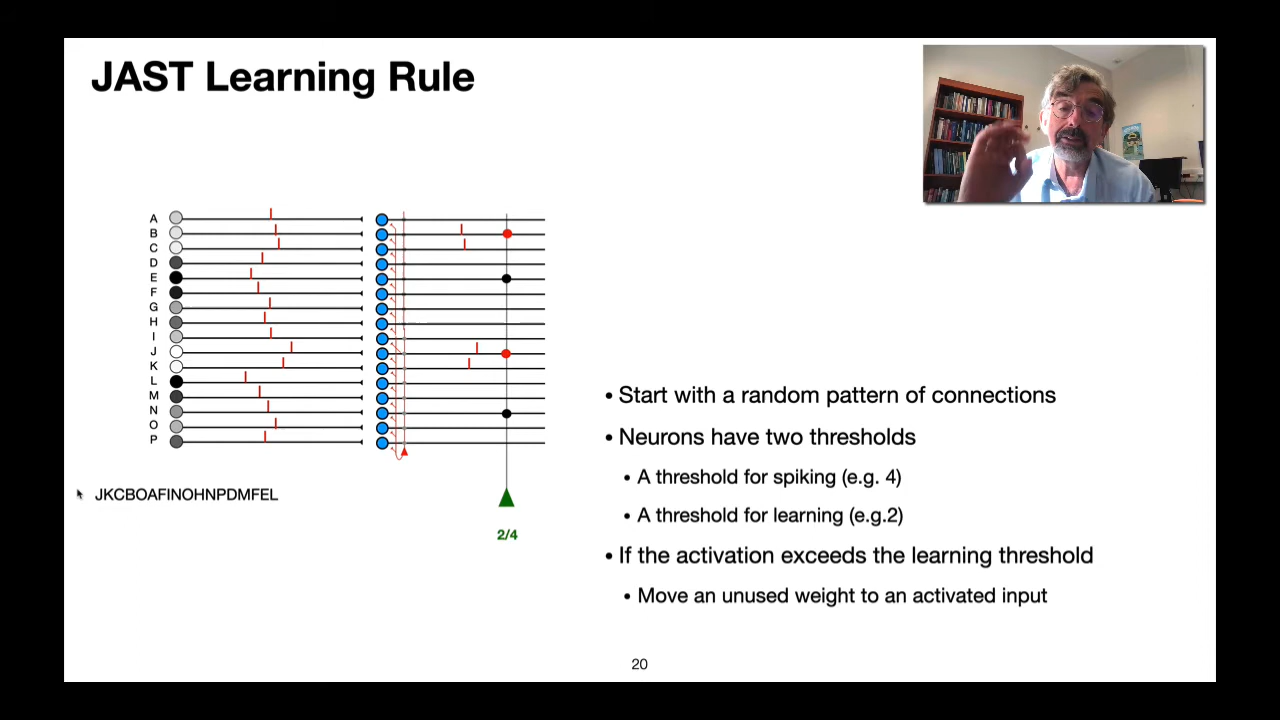 JAST Learning Rule
A
B
C
D
E
F
G
H
I
J
K
L
M
N
O
P
JKCBOAFINOHNPDMFEL
2/4
• Start with a random pattern of connections
• Neurons have two thresholds
• A threshold for spiking (e.g. 4)
• A threshold for learning (e.g.2)
• If the activation exceeds the learning threshold
• Move an unused weight to an activated input
20